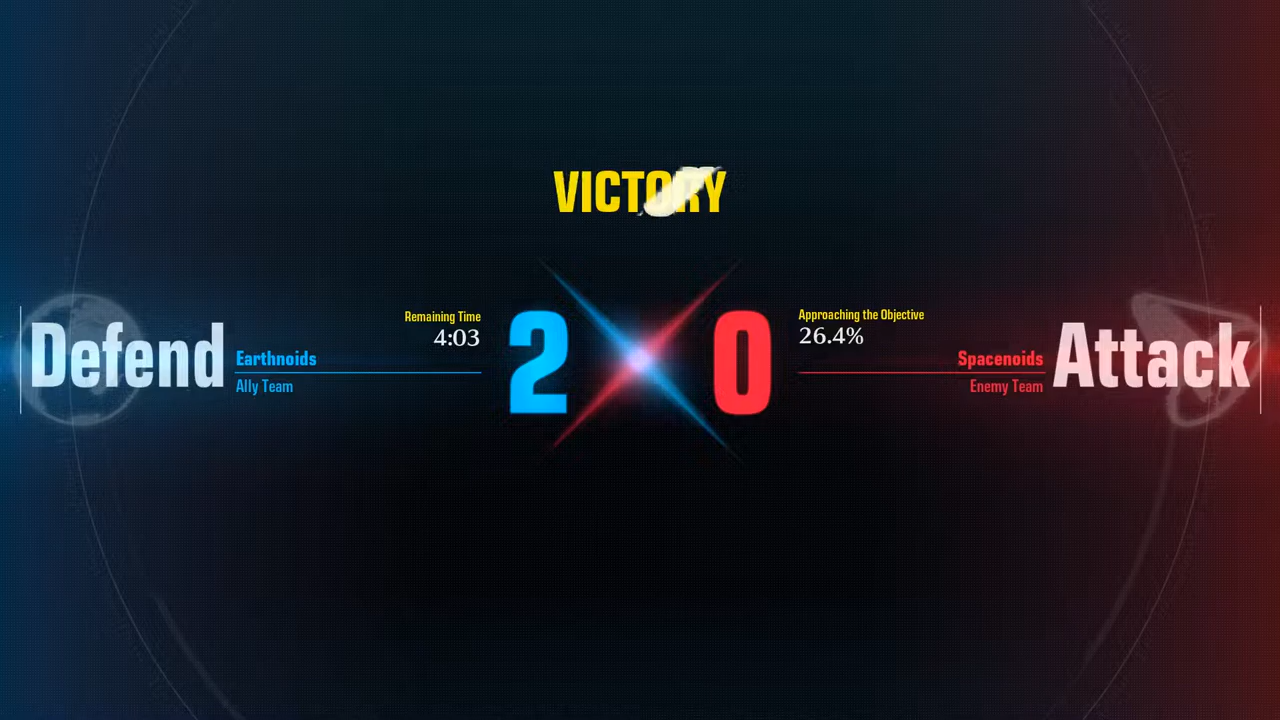 VICTORY
Remaining Time
4:03
2
0
Approaching the Objective
26.4%
Defend
Earthnoids
Ally Team
Spacenoids
Enemy Team
Attack